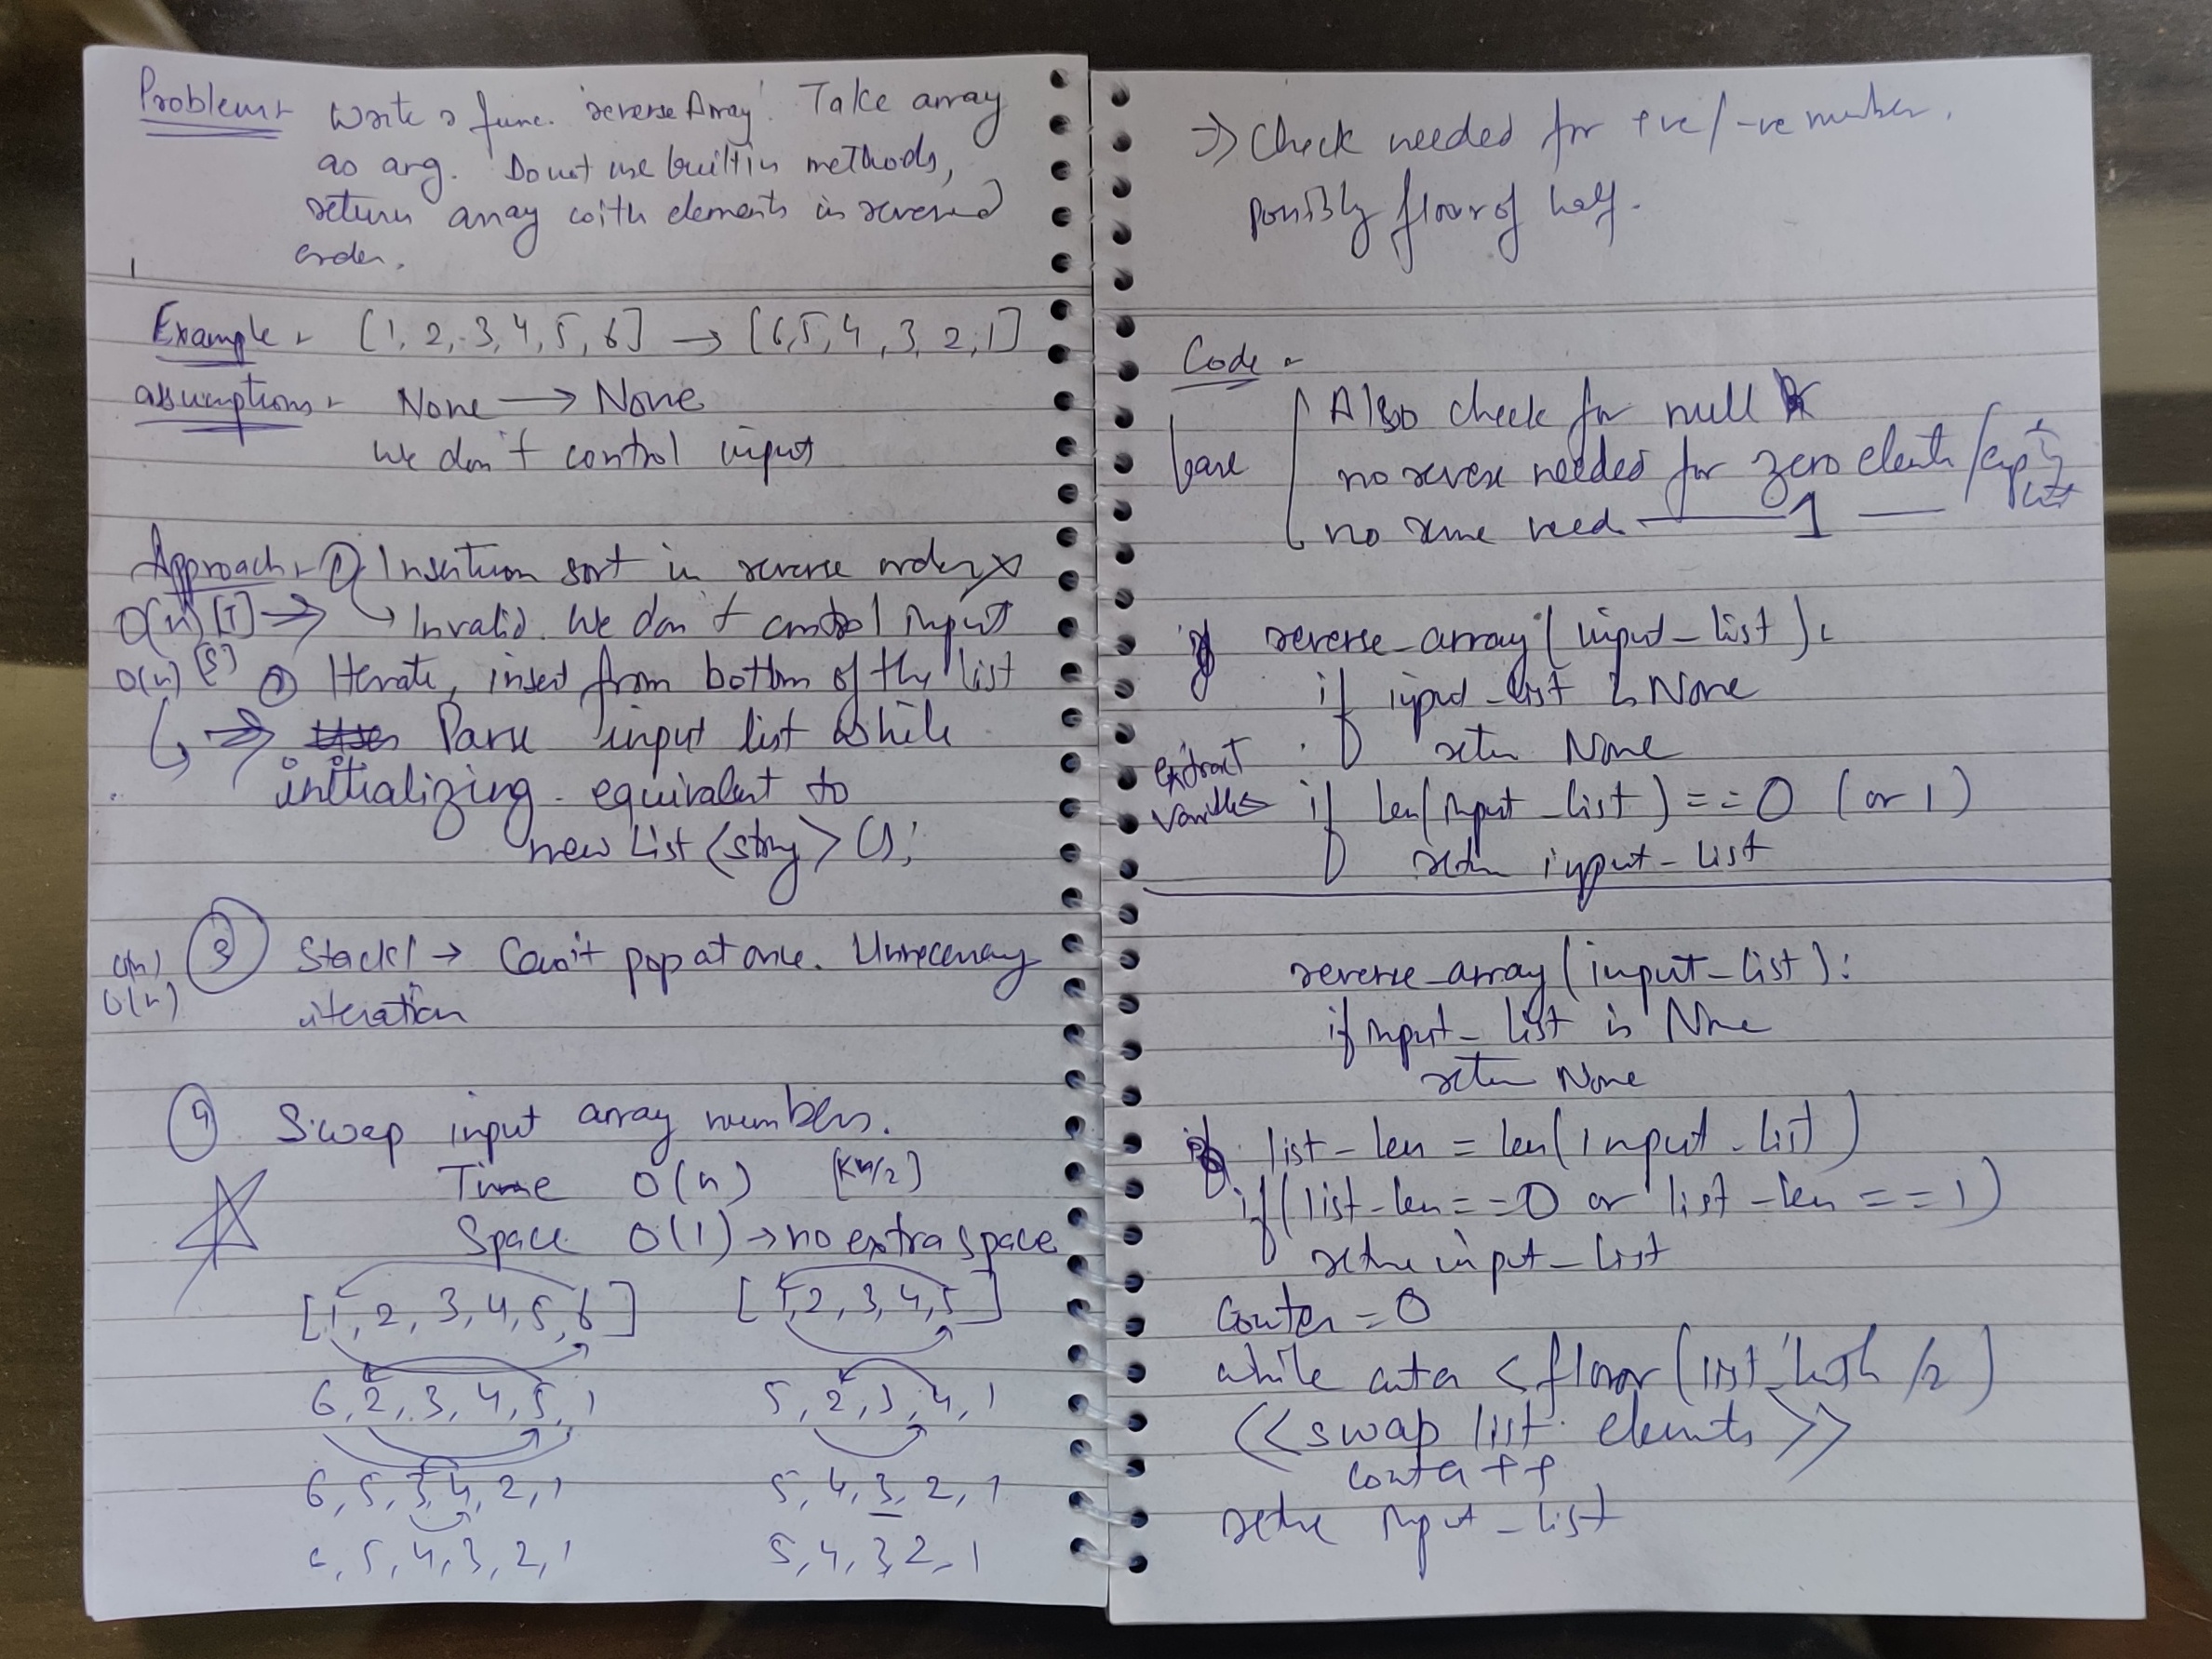 Problem:- Write a func. 'reverseArray'. Take array
as arg. Do not use builtin methods,
return array with elements in reversed
order.
Example:- [1, 2, 3, 4, 5, 6] → [6, 5, 4, 3, 2, 1]
assumptions:- None → None
We don't control input
Approach:- ① Insertion sort in reverse order x
O(n) [T] ⇒ ↳ Invalid. We don't control input
O(n) [S] ② Iterate, insert from bottom of the list
↳ ⇒ Parse input list while
initializing equivalent to
new List<string>();
O(n)
O(n)
③ Stack! → Can't pop at once. Unnecessary
iteration
④ Swap input array numbers.
Time O(n) [Kn/2]
Space O(1) → no extra space
[1, 2, 3, 4, 5, 6] [1, 2, 3, 4, 5]
6, 2, 3, 4, 5, 1 5, 2, 3, 4, 1
6, 5, 3, 4, 2, 1 5, 4, 3, 2, 1
6, 5, 4, 3, 2, 1 5, 4, 3, 2, 1
⇒ Check needed for +ve/-ve number.
possibly floor of half.
Code -
base
Also check for null
no reverse needed for zero elements / empty list
no reverse need —— 1 ——
reverse_array(input_list):
if input_list is None
return None
extract
variables
if len(input_list) == 0 (or 1)
return input_list
reverse_array(input_list):
if input_list is None
return None
list_len = len(input_list)
if (list_len == 0 or list_len == 1)
return input_list
Counter = 0
while counter < floor(list_length /2)
<<swap list elements>>
counter ++
return input_list